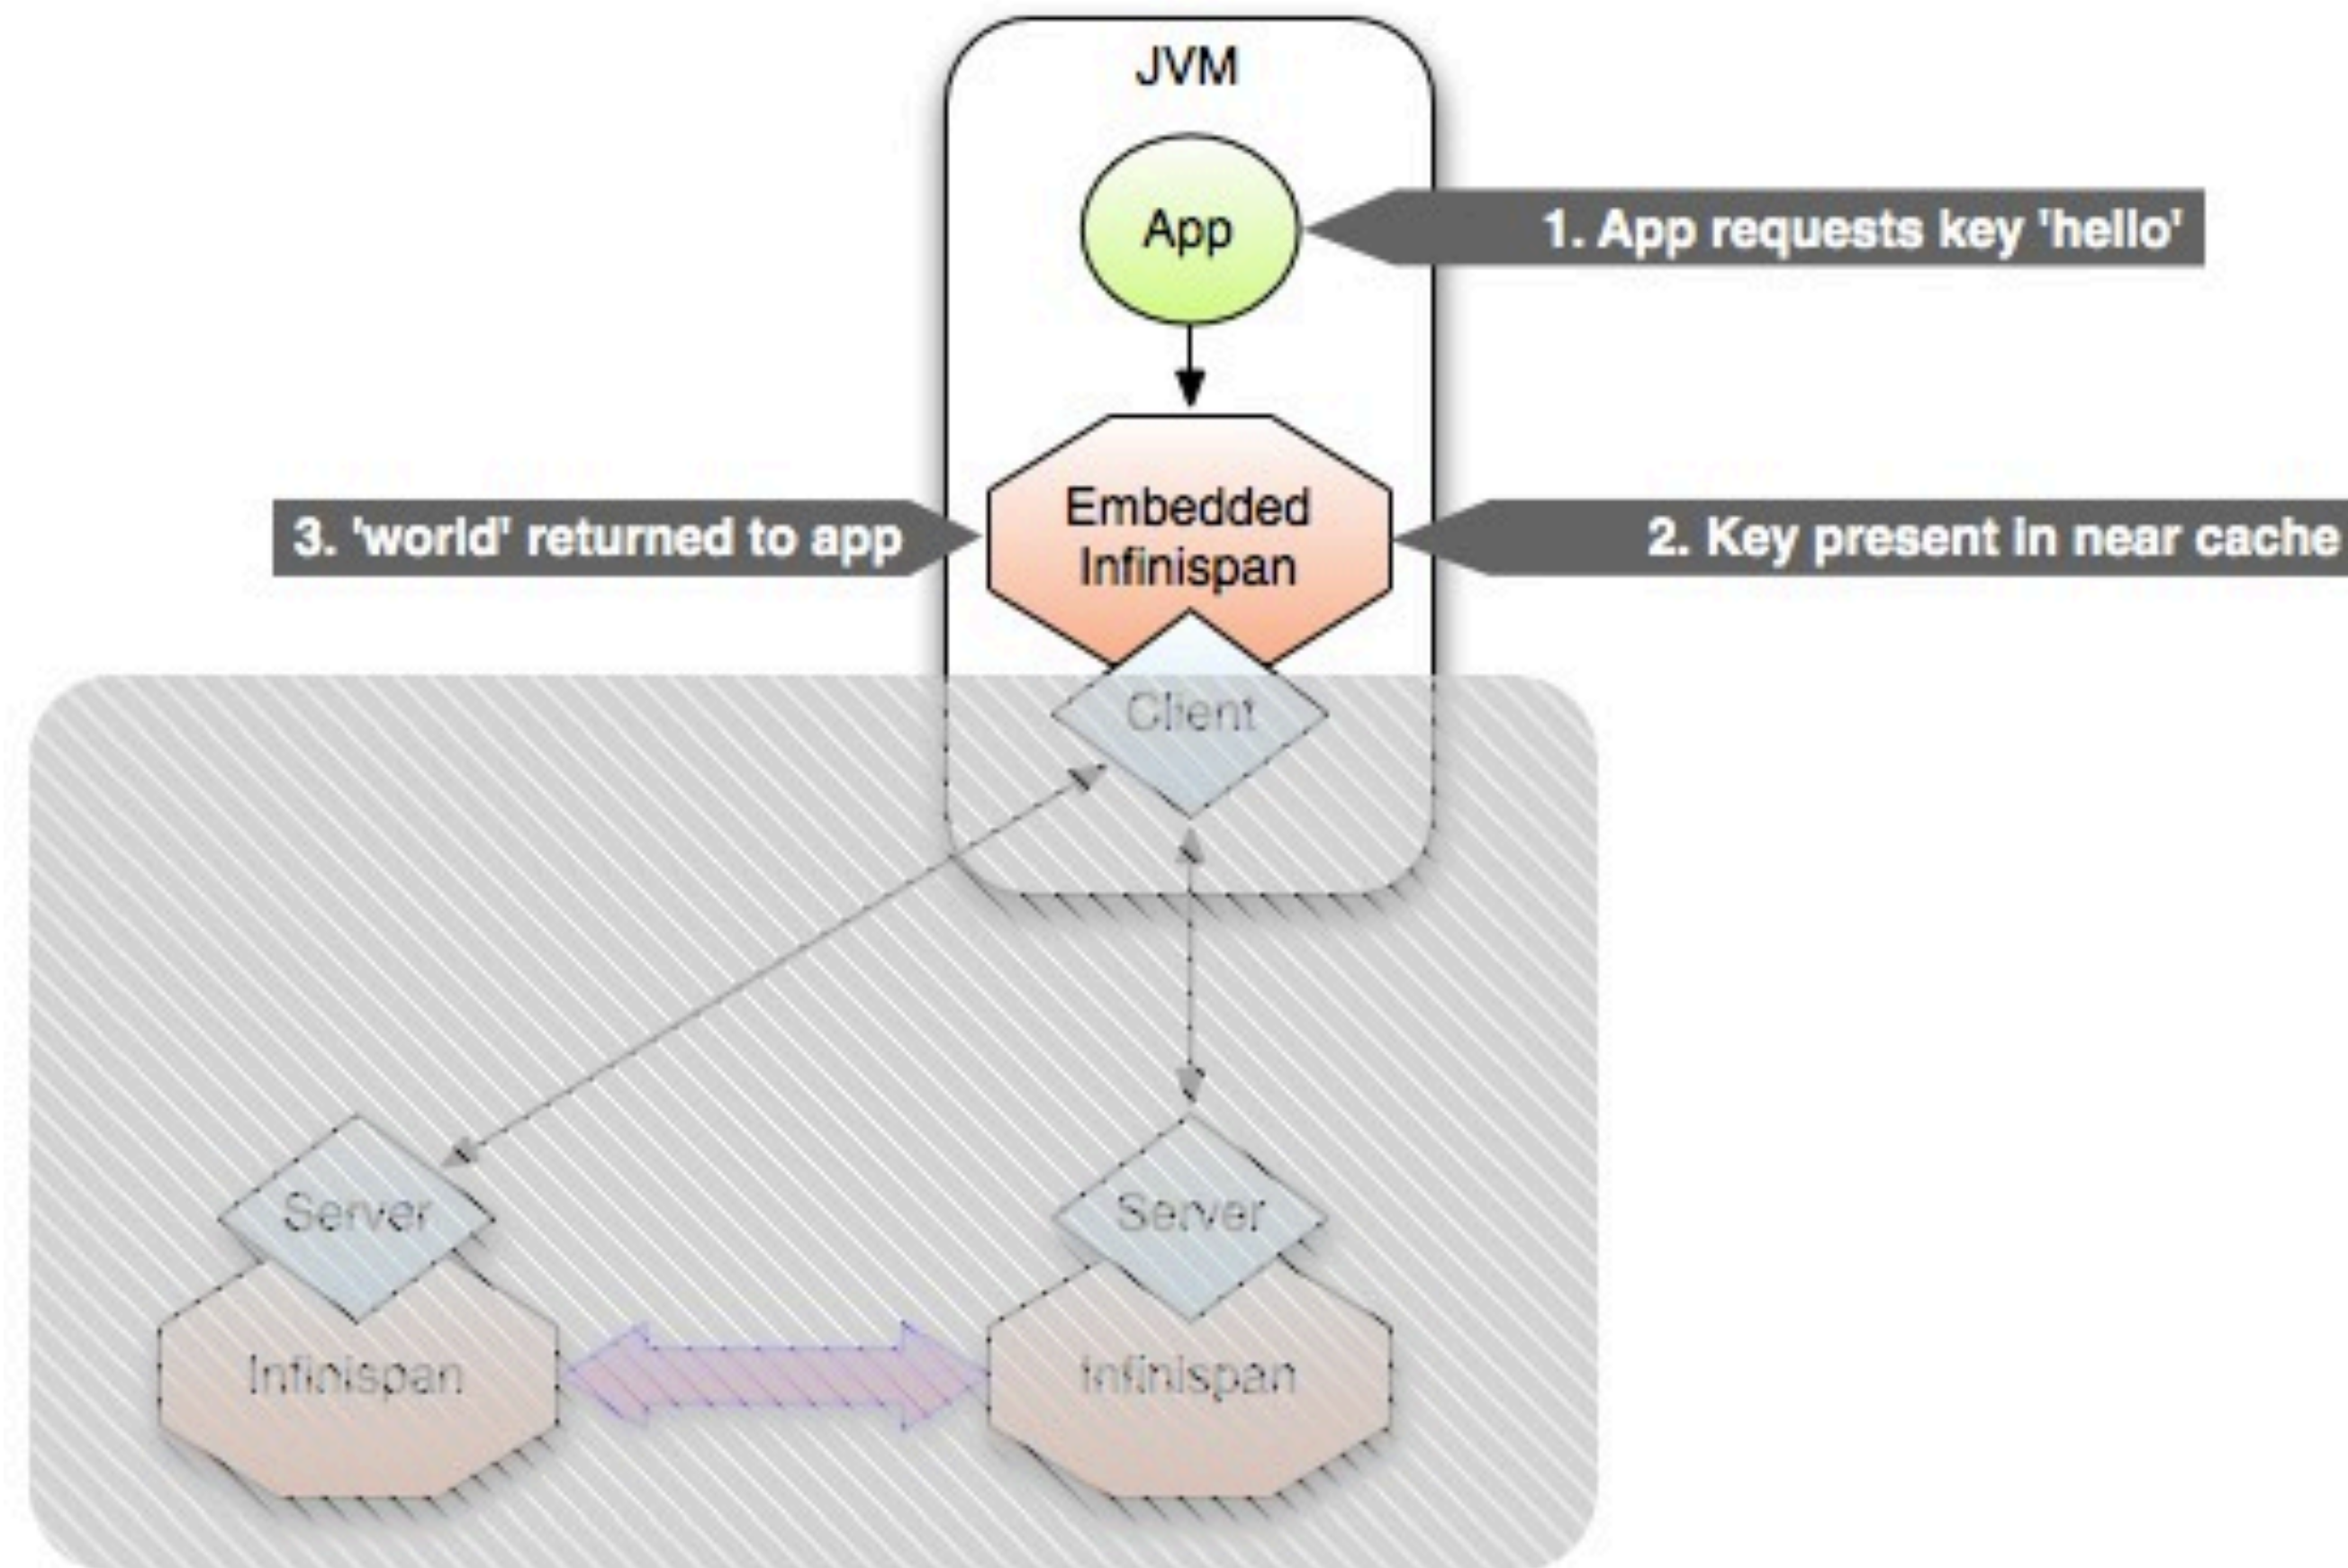 JVM
App
1. App requests key 'hello'
Embedded
Infinispan
3. 'world' returned to app
2. Key present in near cache
Client
Server
Server
Infinispan
Infinispan